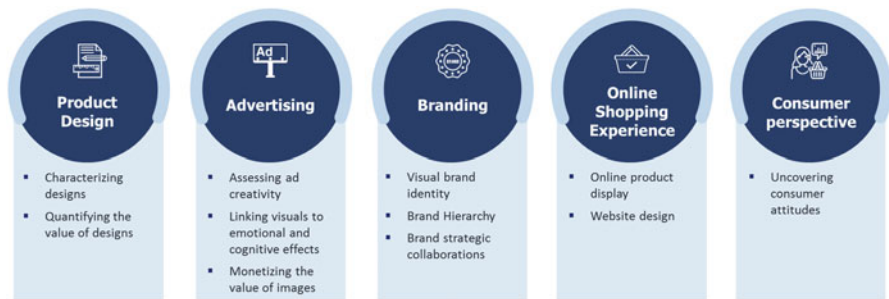 Product
Design
Characterizing
designs
Quantifying the
value of designs
Ad
Advertising
Assessing ad
creativity
Linking visuals to
emotional and
cognitive effects
Monetizing the
value of images
Branding
Visual brand
identity
Brand Hierarchy
Brand strategic
collaborations
Online
Shopping
Experience
Online product
display
Website design
Consumer
perspective
Uncovering
consumer
attitudes